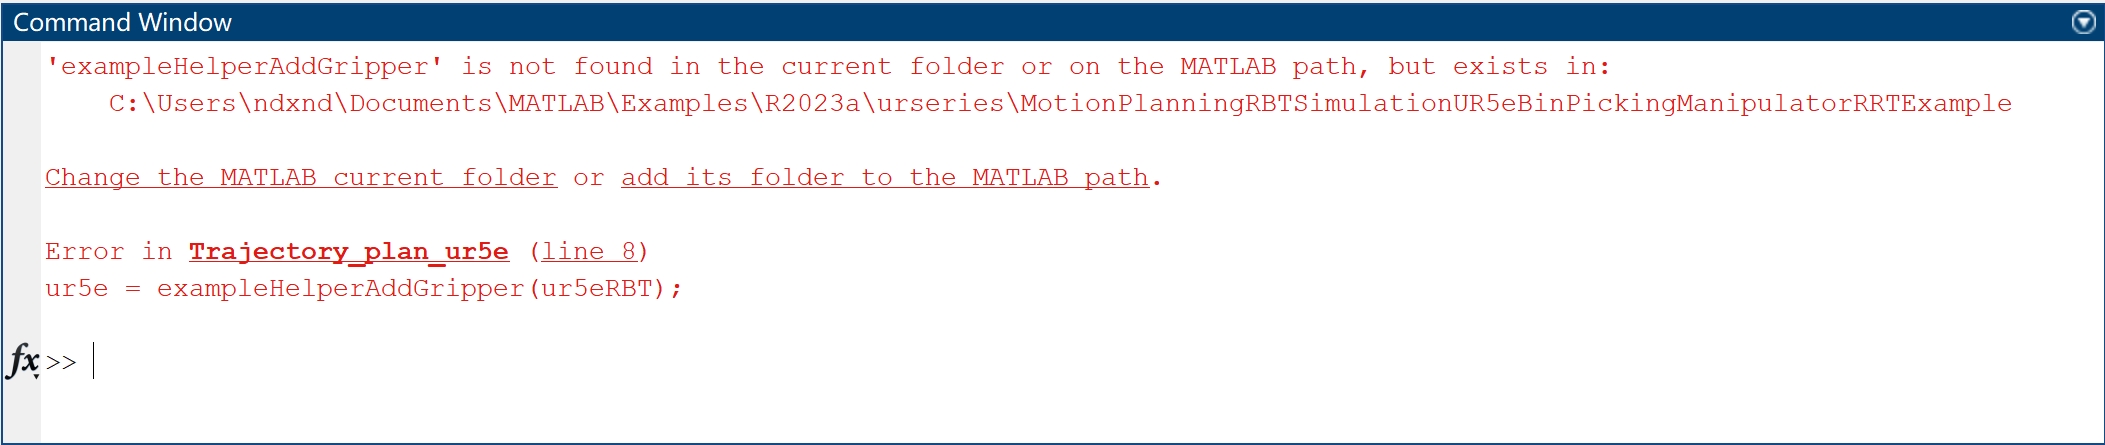 Command Window
'exampleHelperAddGripper' is not found in the current folder or on the MATLAB path, but exists in:
C:\Users\ndxnd\Documents\MATLAB\Examples\R2023a\urseries\MotionPlanningRBTSimulationUR5eBinPickingManipulatorRRTExample
Change the MATLAB current folder or add its folder to the MATLAB path.
Error in Trajectory_plan_ur5e (line 8)
ur5e = exampleHelperAddGripper(ur5eRBT);
fx >>